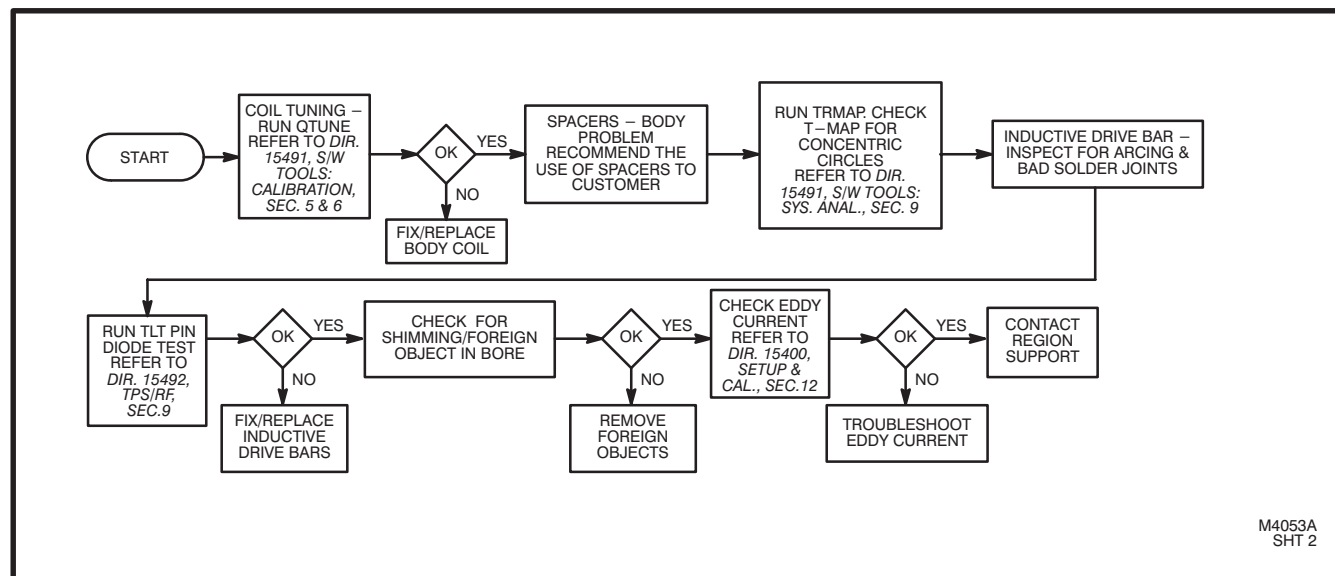 START
COIL TUNING –
RUN QTUNE
REFER TO DIR.
15491, S/W
TOOLS:
CALIBRATION,
SEC. 5 & 6
OK
YES
NO
FIX/REPLACE
BODY COIL
SPACERS – BODY
PROBLEM
RECOMMEND THE
USE OF SPACERS TO
CUSTOMER
RUN TRMAP. CHECK
T–MAP FOR
CONCENTRIC
CIRCLES
REFER TO DIR.
15491, S/W TOOLS:
SYS. ANAL., SEC. 9
INDUCTIVE DRIVE BAR –
INSPECT FOR ARCING &
BAD SOLDER JOINTS
RUN TLT PIN
DIODE TEST
REFER TO
DIR. 15492,
TPS/RF,
SEC.9
OK
YES
NO
FIX/REPLACE
INDUCTIVE
DRIVE BARS
CHECK FOR
SHIMMING/FOREIGN
OBJECT IN BORE
OK
YES
NO
REMOVE
FOREIGN
OBJECTS
CHECK EDDY
CURRENT
REFER TO
DIR. 15400,
SETUP &
CAL., SEC.12
OK
YES
NO
TROUBLESHOOT
EDDY CURRENT
CONTACT
REGION
SUPPORT
M4053A
SHT 2